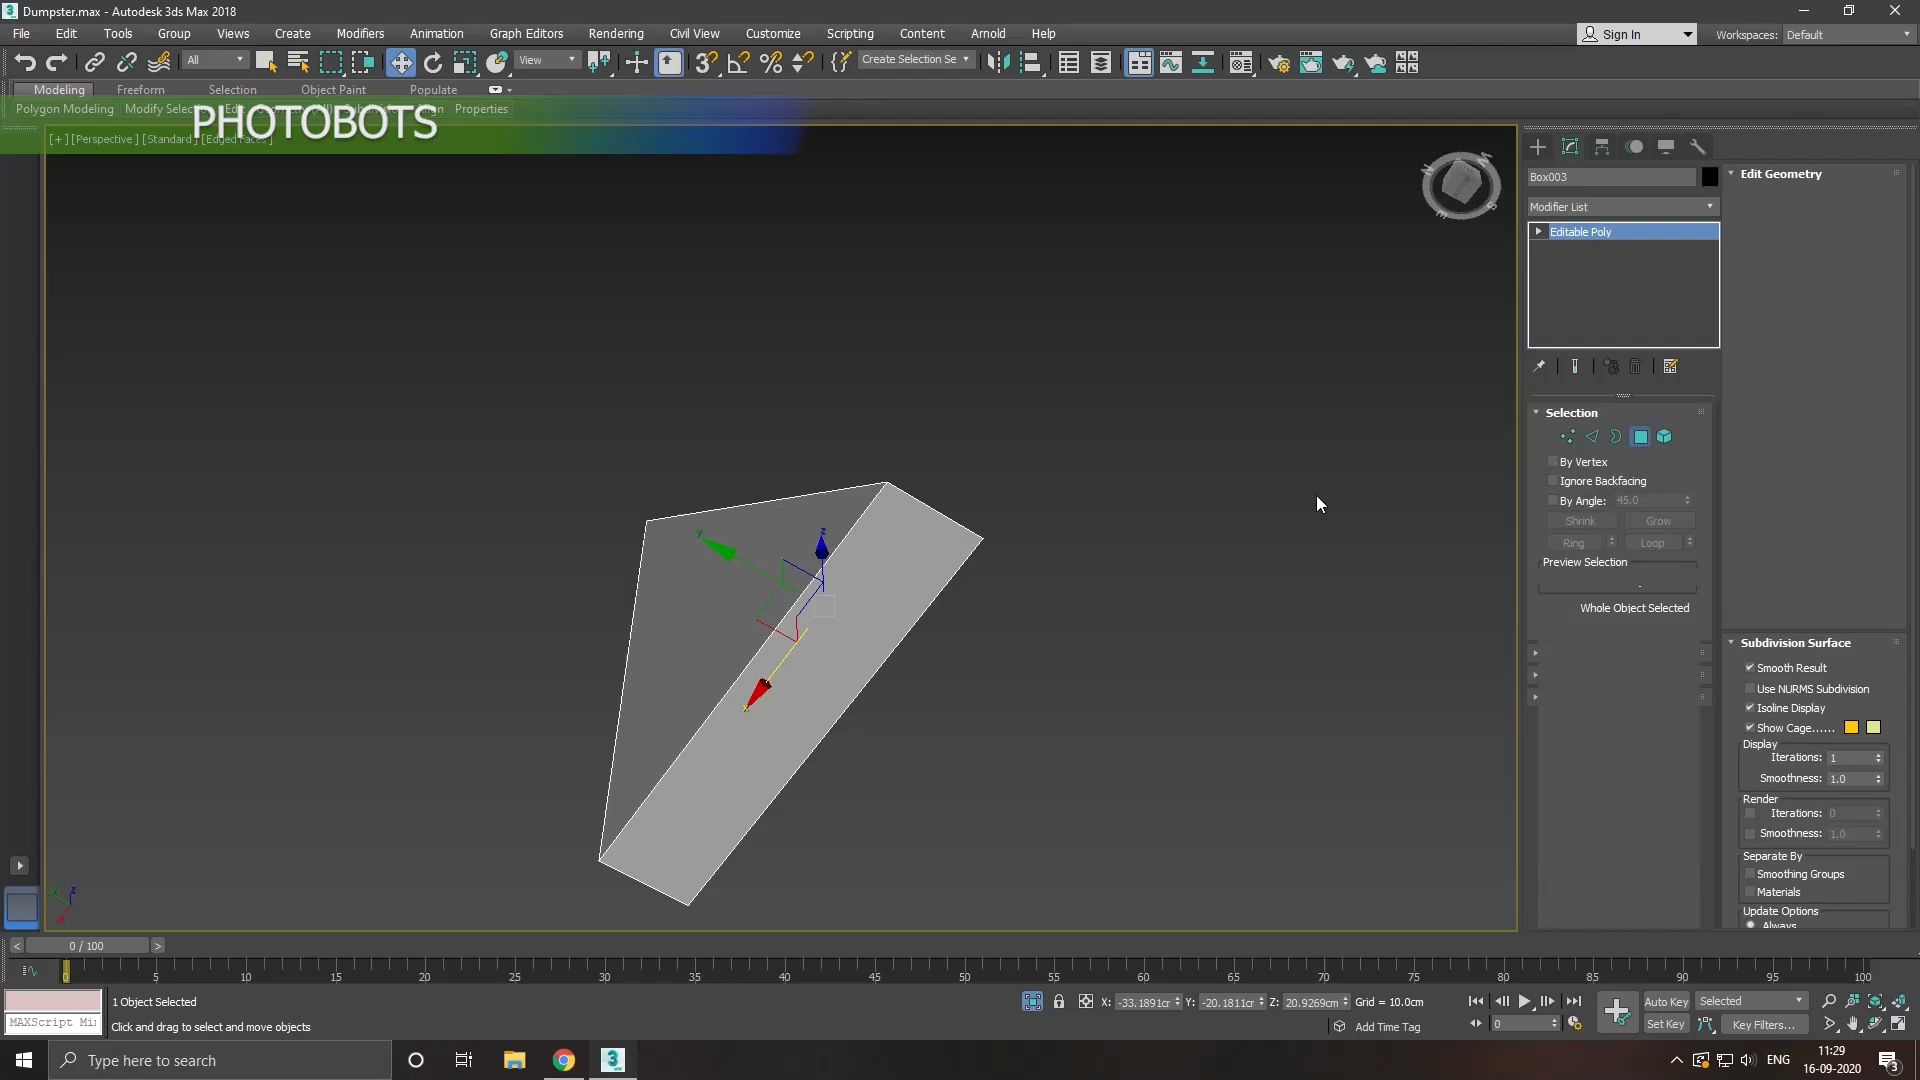 Dumpster.max - Autodesk 3ds Max 2018
File Edit Tools Group Views Create Modifiers Animation Graph Editors Rendering Civil View Customize Scripting Content Arnold Help
Sign In Workspaces: Default
All View Create Selection Se
Modeling Freeform Selection Object Paint Populate
Polygon Modeling Modify Selec Properties
PHOTOBOTS
[+] [Perspective] [Standard] [Edged Faces]
Box003
Modifier List
Editable Poly
Edit Geometry
Selection
By Vertex
Ignore Backfacing
By Angle: 45.0
Shrink Grow
Ring Loop
Preview Selection
Whole Object Selected
Subdivision Surface
Smooth Result
Use NURMS Subdivision
Isoline Display
Show Cage......
Display
Iterations: 1
Smoothness: 1.0
Render
Iterations: 0
Smoothness: 1.0
Separate By
Smoothing Groups
Materials
Update Options
Always
y z
x
z
< 0 / 100 >
0 5 10 15 20 25 30 35 40 45 50 55 60 65 70 75 80 85 90 95 100
1 Object Selected
X: -33.1891cr Y: -20.1811cr Z: 20.9269cm Grid = 10.0cm
Auto Key Selected
MAXScript Mi
Click and drag to select and move objects
Add Time Tag
0
Set Key Key Filters...
Type here to search
ENG
11:29
16-09-2020
3